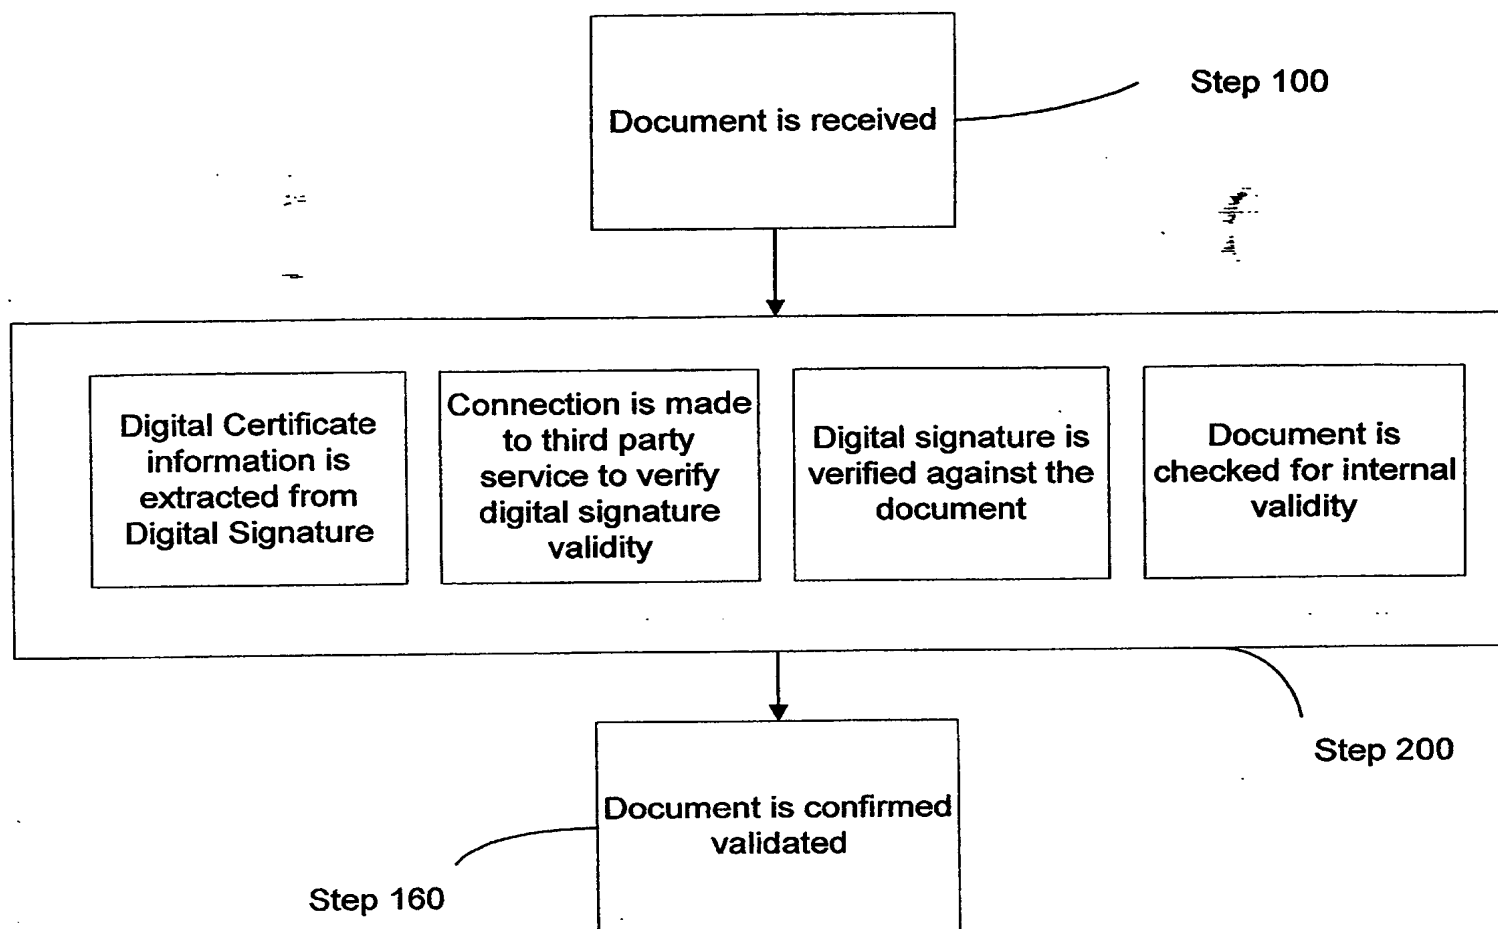 Document is received
Step 100
Digital Certificate
information is
extracted from
Digital Signature
Connection is made
to third party
service to verify
digital signature
validity
Digital signature is
verified against the
document
Document is
checked for internal
validity
Step 200
Document is confirmed
validated
Step 160